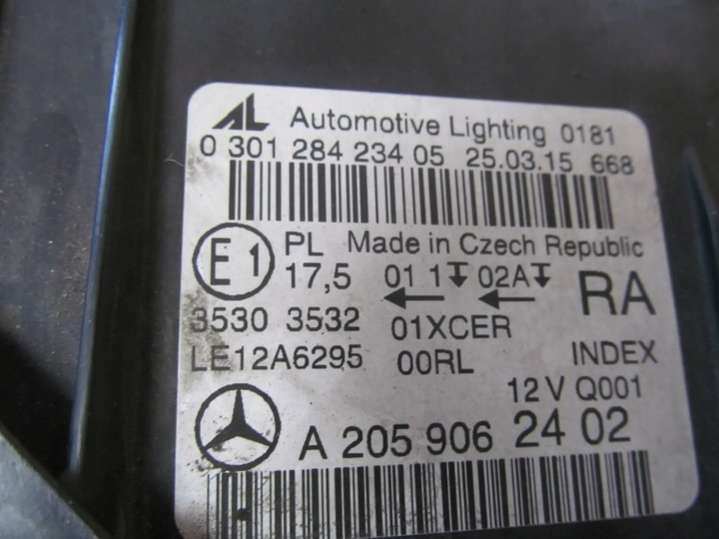 AL Automotive Lighting 0181
0 301 284 234 05 25.03.15 668
E1 PL Made in Czech Republic
17,5 01 1 02A RA
3530 3 3532 01XCER
LE12A6295 00RL INDEX
12 V Q001
A 205 906 24 02